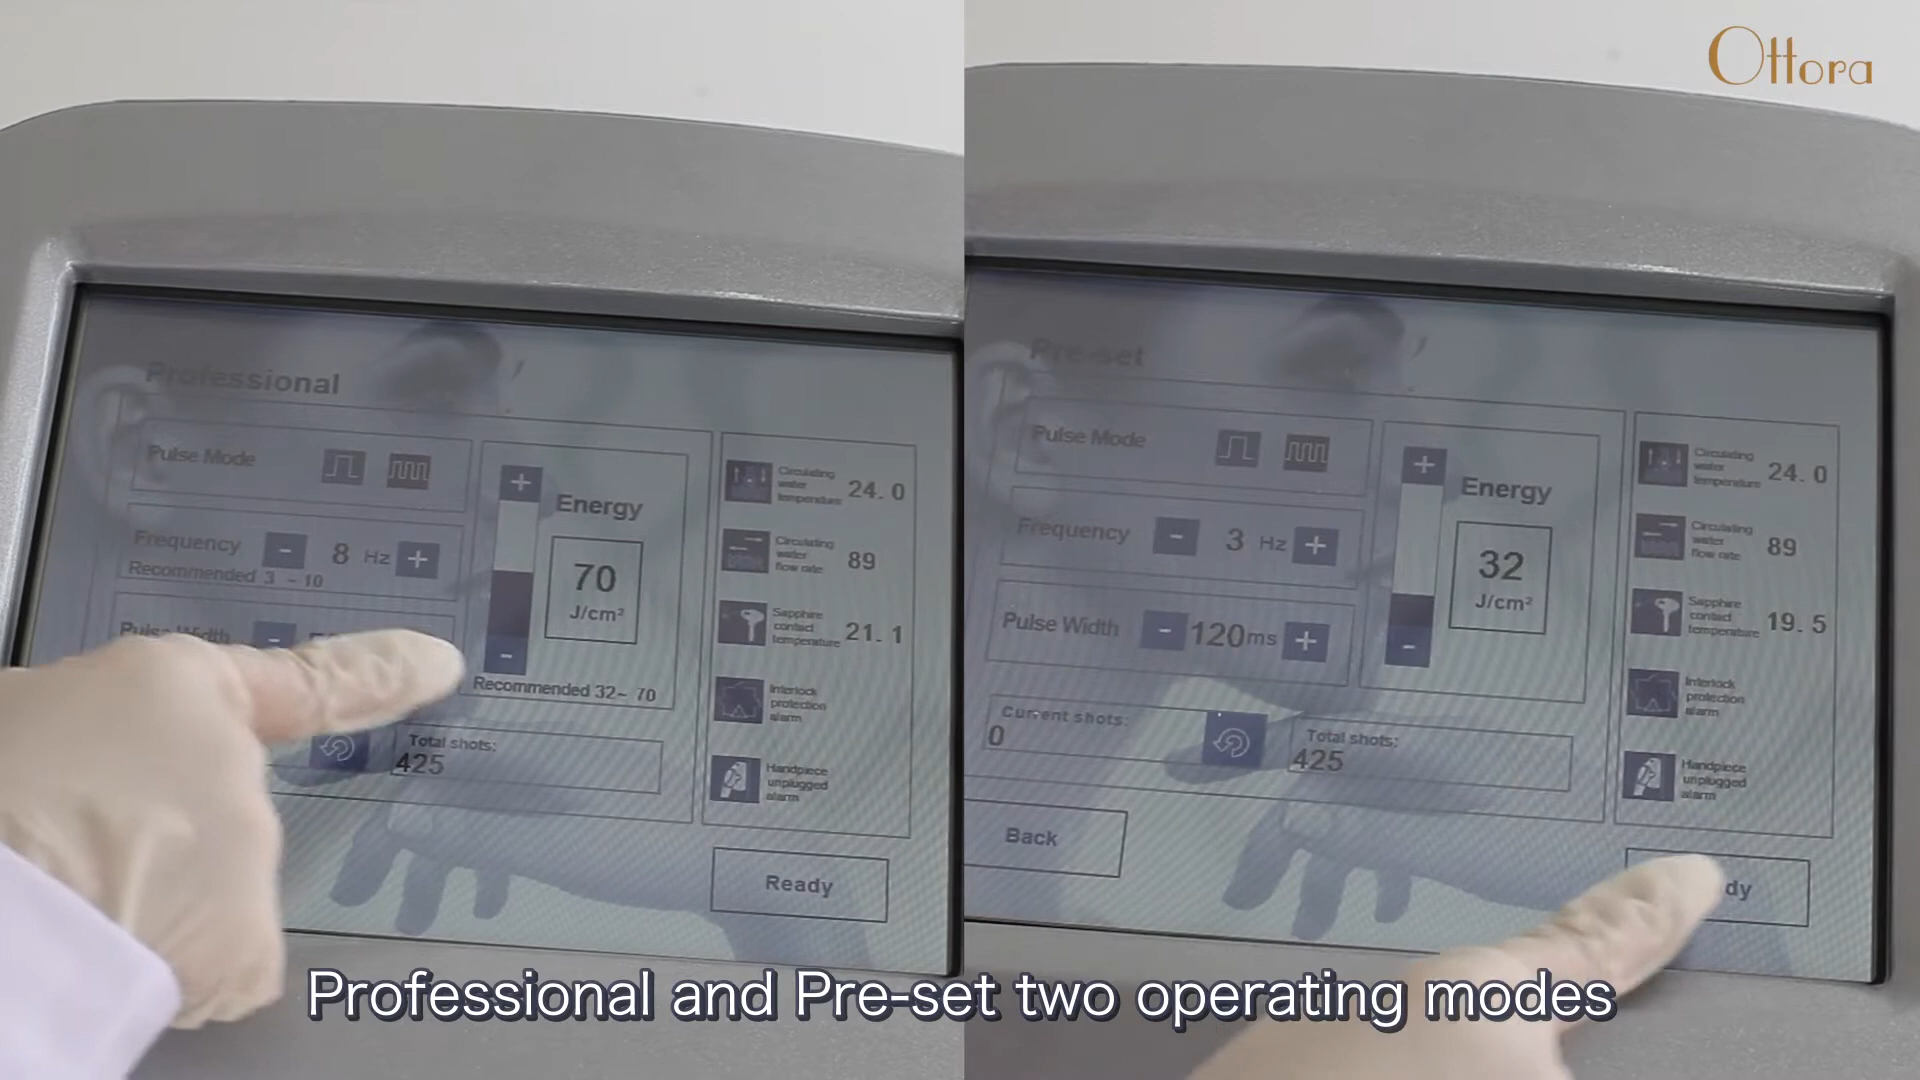 Ottora
Professional
Pulse Mode
Frequency
- 8 Hz +
Recommended 3 ~ 10
Pulse Width
-
+
Energy
70
J/cm²
-
Recommended 32~ 70
Total shots:
425
Circulating
water
temperature
24.0
Circulating
water
flow rate
89
Sapphire
contact
temperature
21.1
Interlock
protection
alarm
Handpiece
unplugged
alarm
Ready
Pre-set
Pulse Mode
Frequency - 3 Hz +
Pulse Width - 120ms +
+
Energy
32
J/cm²
-
Current shots:
0
Total shots:
425
Circulating
water
temperature
24.0
Circulating
water
flow rate
89
Sapphire
contact
temperature
19.5
Interlock
protection
alarm
Handpiece
unplugged
alarm
Back
dy
Professional and Pre-set two operating modes